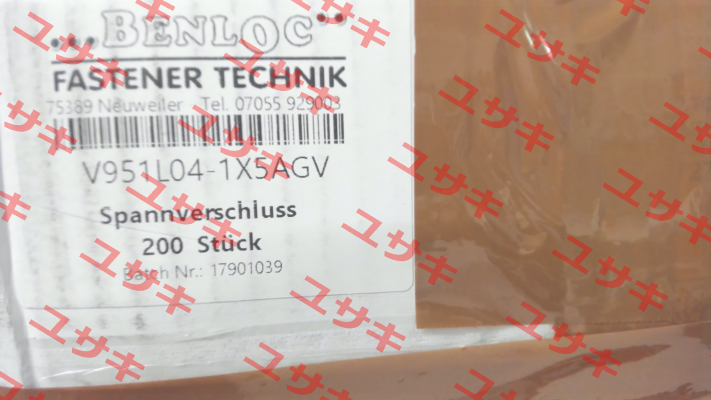 ...BENLOC...
FASTENER TECHNIK
75389 Neuweiler Tel. 07055 929003
V951L04-1X5AGV
Spannverschluss
200 Stück
Batch Nr.: 17901039
ユサキ